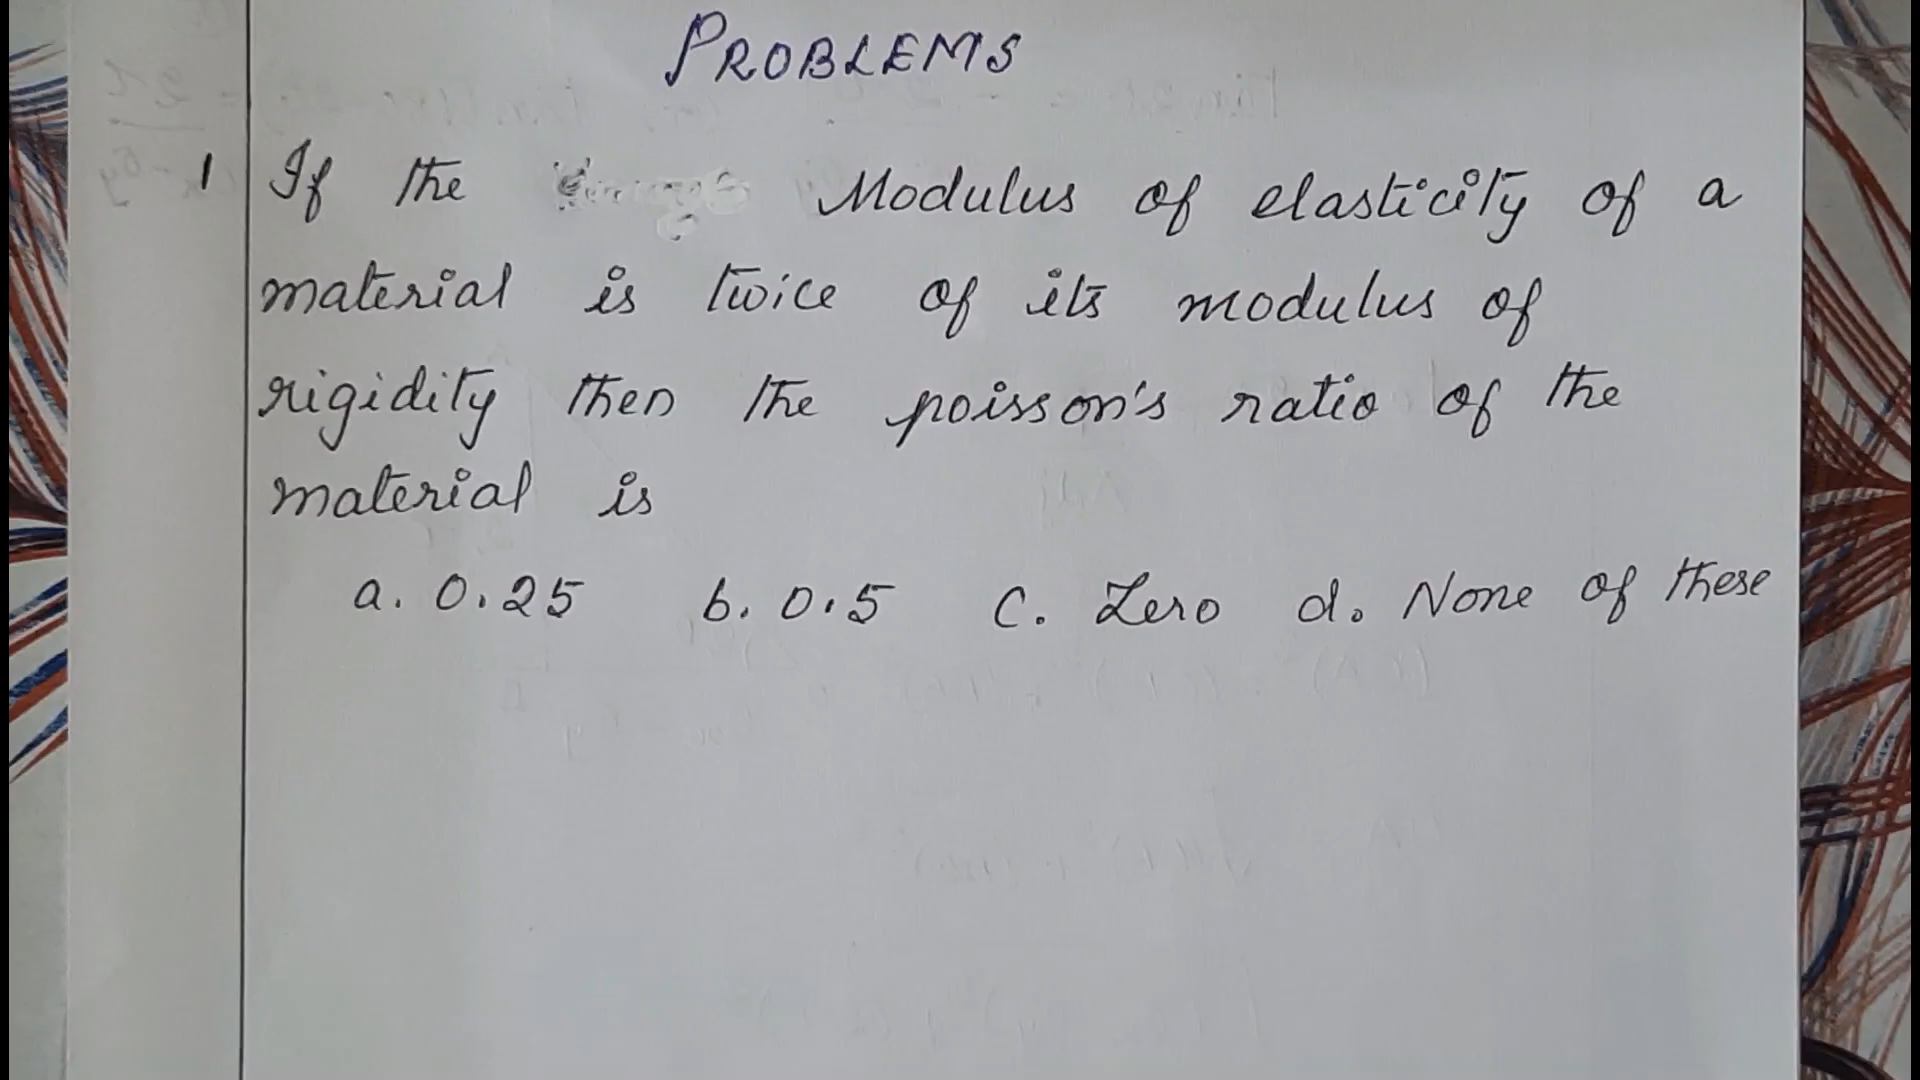 PROBLEMS
1 If the Modulus of elasticity of a
material is twice of its modulus of
rigidity then the poisson's ratio of the
material is
a. 0.25 b. 0.5 c. Zero d. None of these